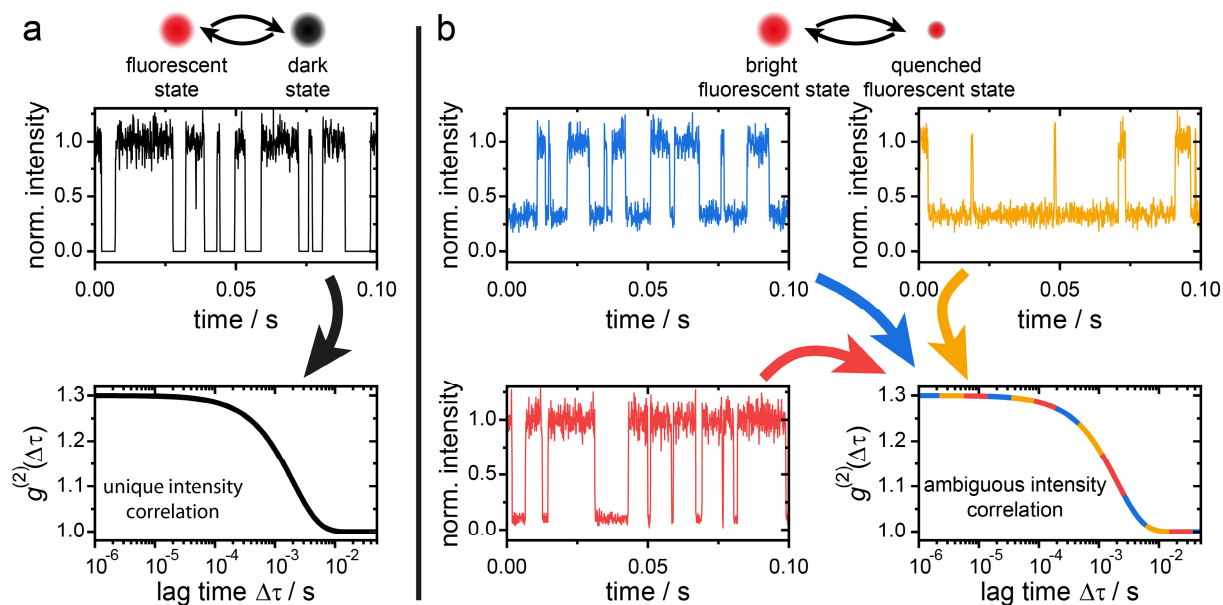 a
fluorescent
state
dark
state
norm. intensity
1.0
0.5
0.0
0.00 0.05 0.10
time / s
g(2)(Δτ)
1.3
1.2
1.1
1.0
unique intensity
correlation
10-6 10-5 10-4 10-3 10-2
lag time Δτ / s
b
bright
fluorescent state
quenched
fluorescent state
norm. intensity
1.0
0.5
0.0
0.00 0.05 0.10
time / s
norm. intensity
1.0
0.5
0.0
0.00 0.05 0.10
time / s
norm. intensity
1.0
0.5
0.0
0.00 0.05 0.10
time / s
g(2)(Δτ)
1.3
1.2
1.1
1.0
ambiguous intensity
correlation
10-6 10-5 10-4 10-3 10-2
lag time Δτ / s